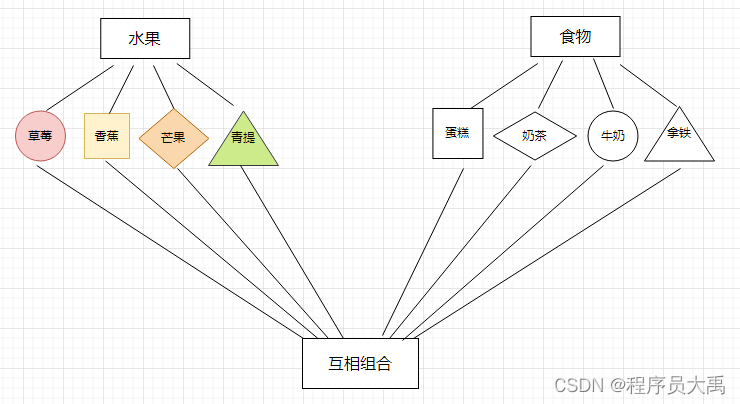 水果
食物
草莓
香蕉
芒果
青提
蛋糕
奶茶
牛奶
拿铁
互相组合
CSDN @程序员大禹